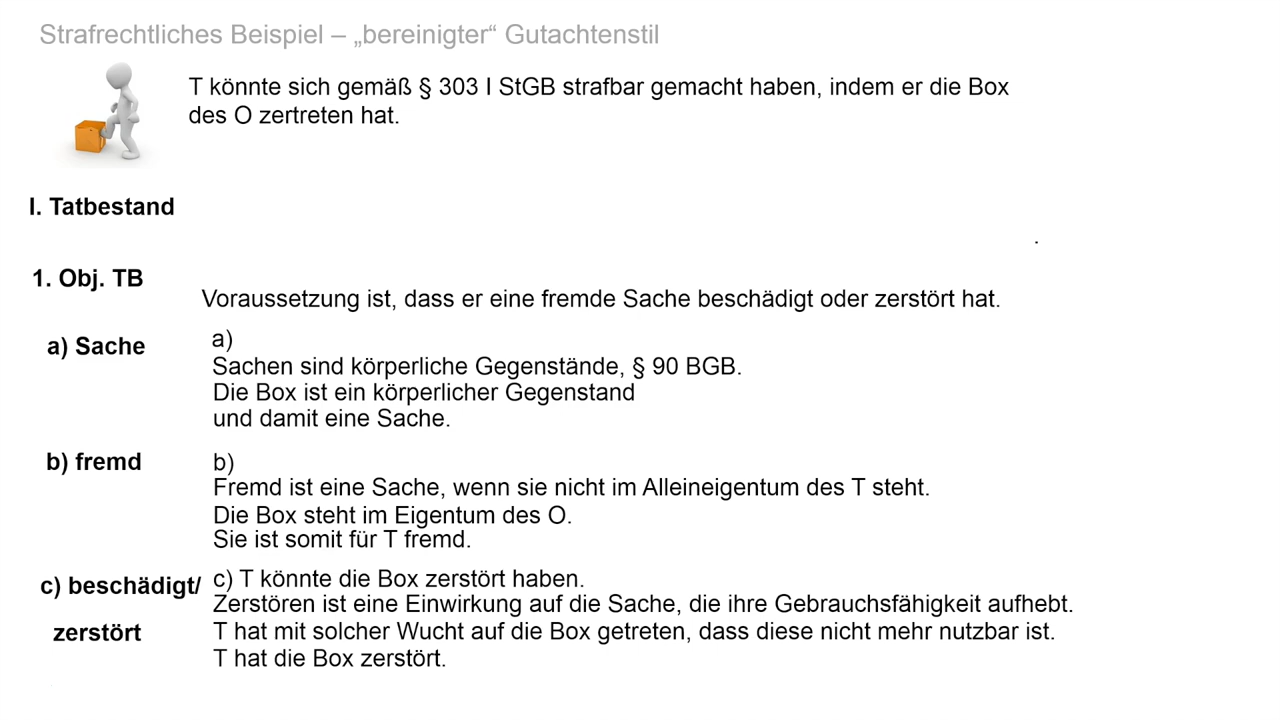 Strafrechtliches Beispiel – „bereinigter“ Gutachtenstil
T könnte sich gemäß § 303 I StGB strafbar gemacht haben, indem er die Box
des O zertreten hat.
I. Tatbestand
1. Obj. TB
Voraussetzung ist, dass er eine fremde Sache beschädigt oder zerstört hat.
a) Sache
a)
Sachen sind körperliche Gegenstände, § 90 BGB.
Die Box ist ein körperlicher Gegenstand
und damit eine Sache.
b) fremd
b)
Fremd ist eine Sache, wenn sie nicht im Alleineigentum des T steht.
Die Box steht im Eigentum des O.
Sie ist somit für T fremd.
c) beschädigt/
zerstört
c) T könnte die Box zerstört haben.
Zerstören ist eine Einwirkung auf die Sache, die ihre Gebrauchsfähigkeit aufhebt.
T hat mit solcher Wucht auf die Box getreten, dass diese nicht mehr nutzbar ist.
T hat die Box zerstört.